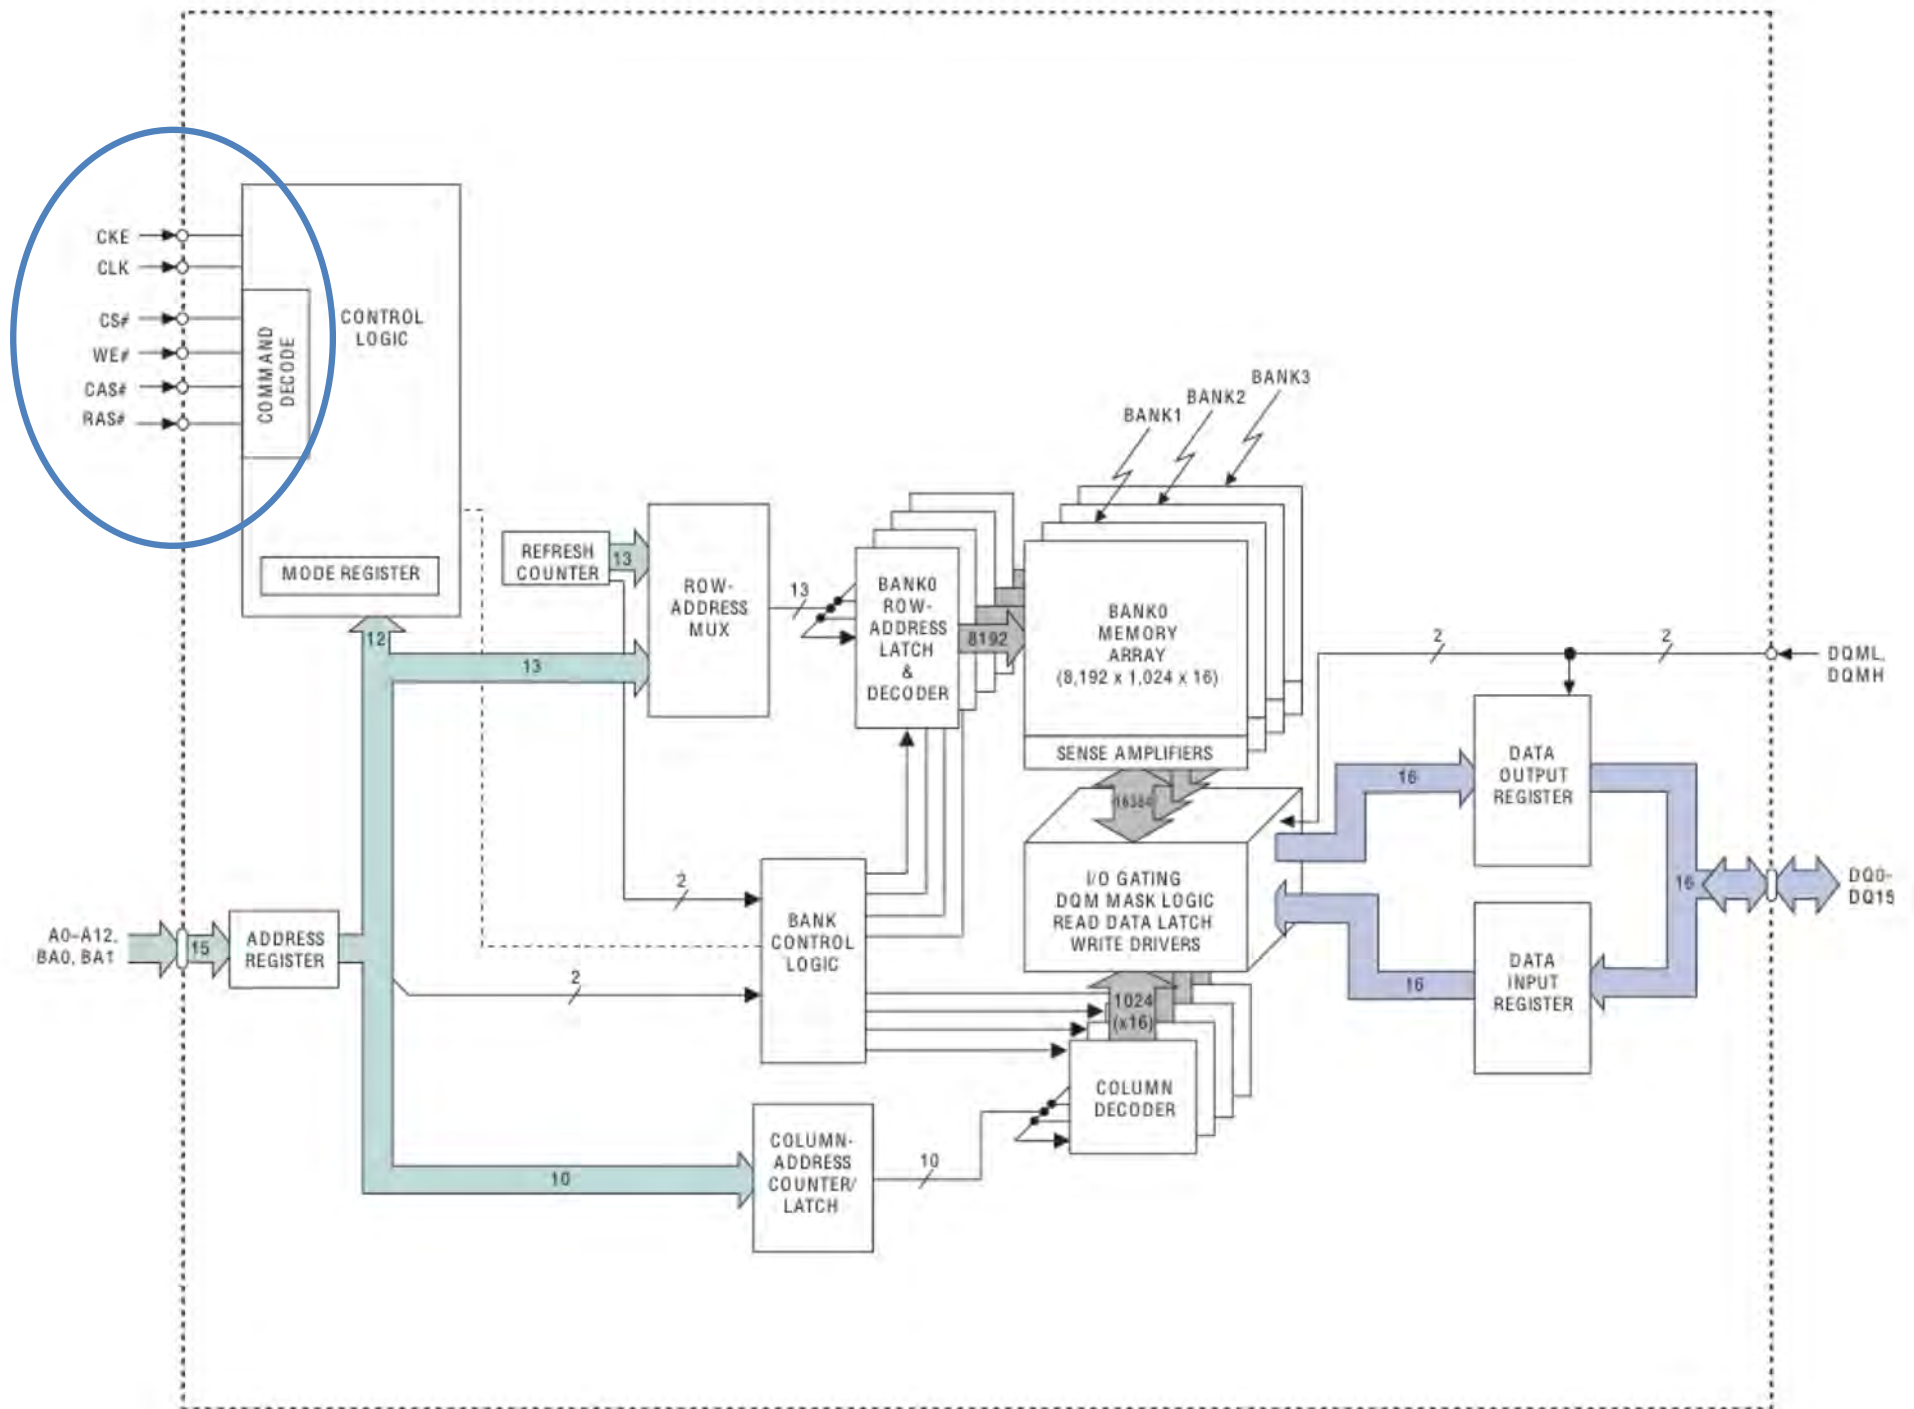 CKE
CLK
CS#
WE#
CAS#
RAS#
COMMAND
DECODE
CONTROL
LOGIC
MODE REGISTER
12
REFRESH
COUNTER
13
13
ROW-
ADDRESS
MUX
13
BANK0
ROW-
ADDRESS
LATCH
&
DECODER
8192
BANK1
BANK2
BANK3
BANK0
MEMORY
ARRAY
(8,192 x 1,024 x 16)
SENSE AMPLIFIERS
16384
I/O GATING
DQM MASK LOGIC
READ DATA LATCH
WRITE DRIVERS
2
2
DQML,
DQMH
DATA
OUTPUT
REGISTER
16
16
DQ0-
DQ15
DATA
INPUT
REGISTER
16
A0-A12,
BA0, BA1
15
ADDRESS
REGISTER
2
2
BANK
CONTROL
LOGIC
1024
(x16)
COLUMN
DECODER
10
COLUMN-
ADDRESS
COUNTER/
LATCH
10